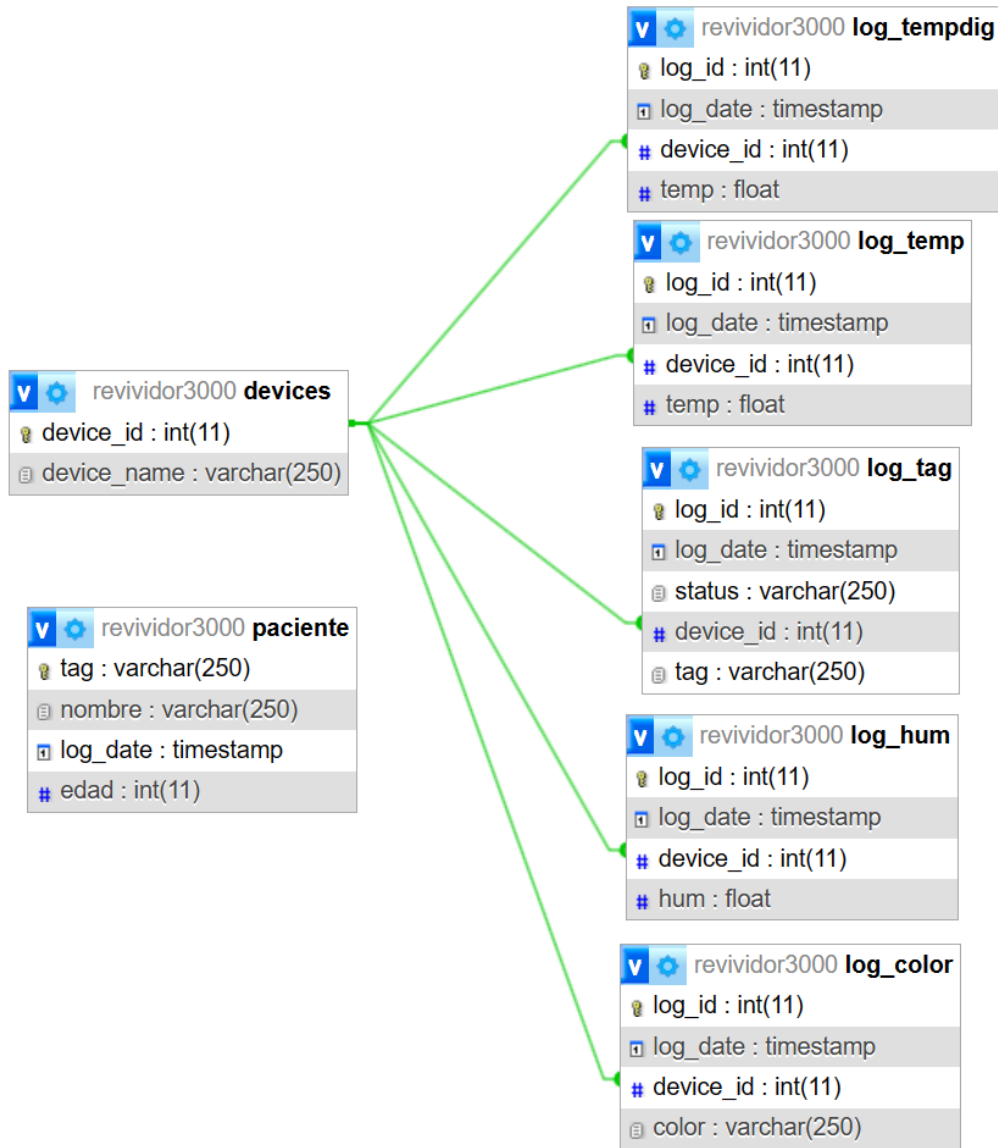 revividor3000 log_tempdig
log_id : int(11)
log_date : timestamp
device_id : int(11)
temp : float
revividor3000 log_temp
log_id : int(11)
log_date : timestamp
device_id : int(11)
temp : float
revividor3000 devices
device_id : int(11)
device_name : varchar(250)
revividor3000 log_tag
log_id : int(11)
log_date : timestamp
status : varchar(250)
device_id : int(11)
tag : varchar(250)
revividor3000 paciente
tag : varchar(250)
nombre : varchar(250)
log_date : timestamp
edad : int(11)
revividor3000 log_hum
log_id : int(11)
log_date : timestamp
device_id : int(11)
hum : float
revividor3000 log_color
log_id : int(11)
log_date : timestamp
device_id : int(11)
color : varchar(250)